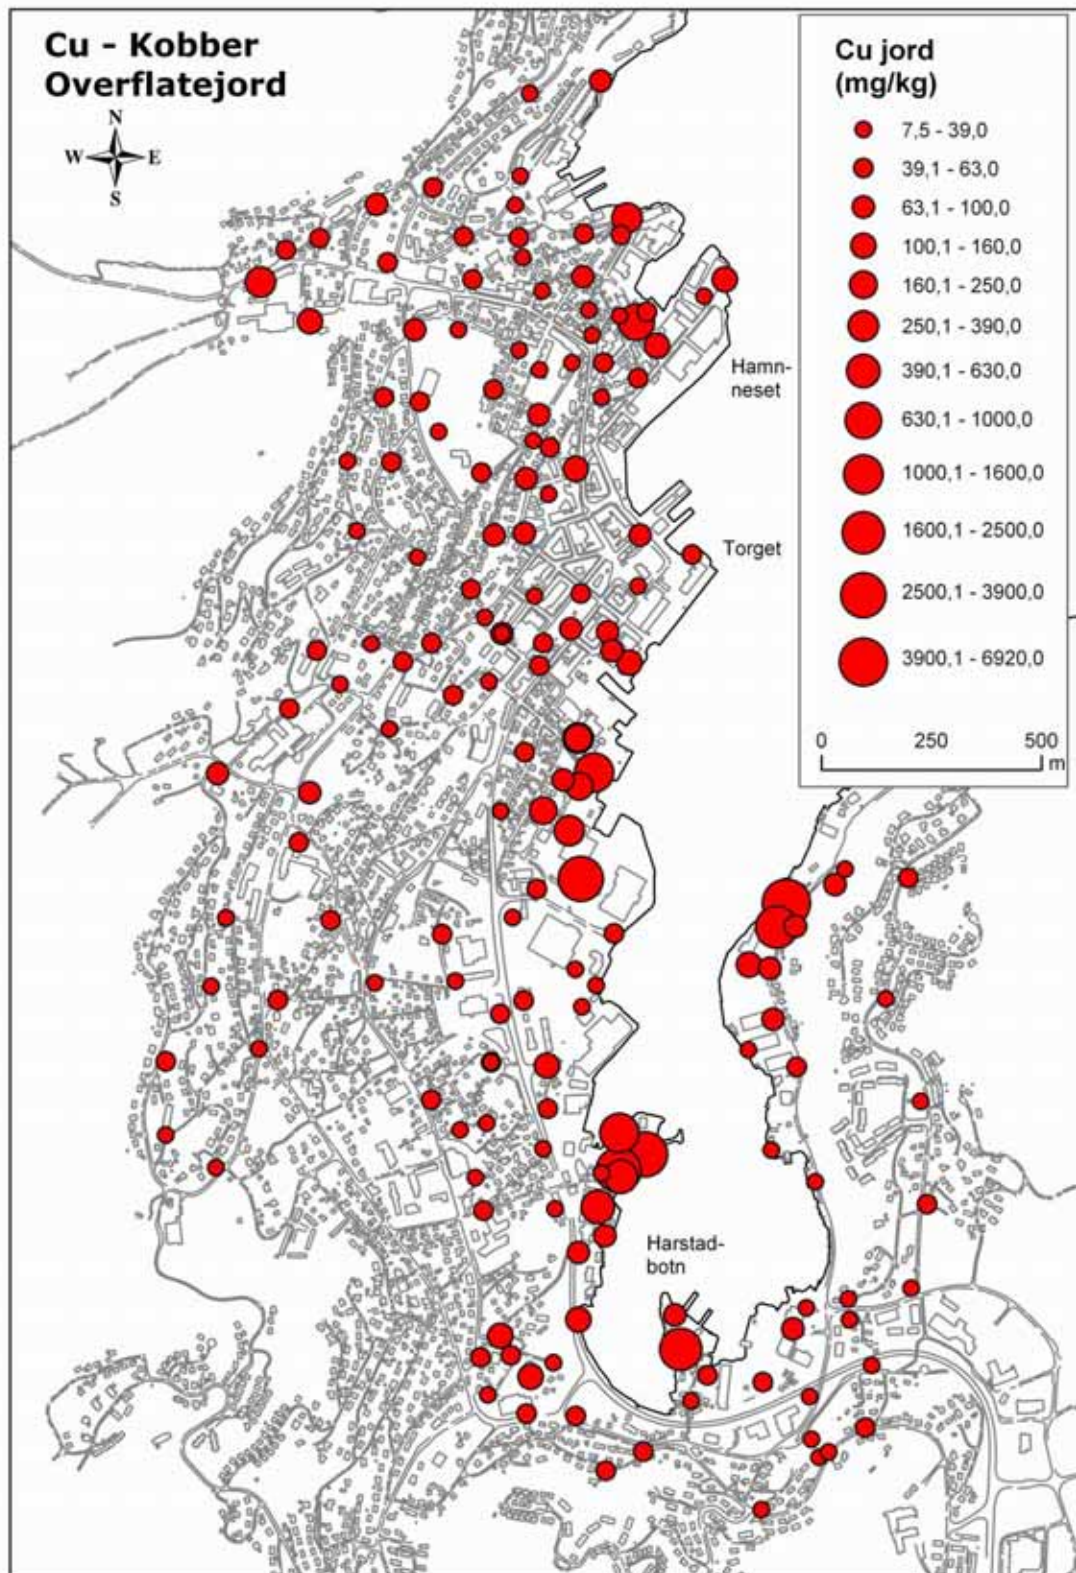 Cu - Kobber
Overflatejord
N
W E
S
Cu jord
(mg/kg)
7,5 - 39,0
39,1 - 63,0
63,1 - 100,0
100,1 - 160,0
160,1 - 250,0
250,1 - 390,0
390,1 - 630,0
630,1 - 1000,0
1000,1 - 1600,0
1600,1 - 2500,0
2500,1 - 3900,0
3900,1 - 6920,0
0 250 500
m
Hamn-
neset
Torget
Harstad-
botn